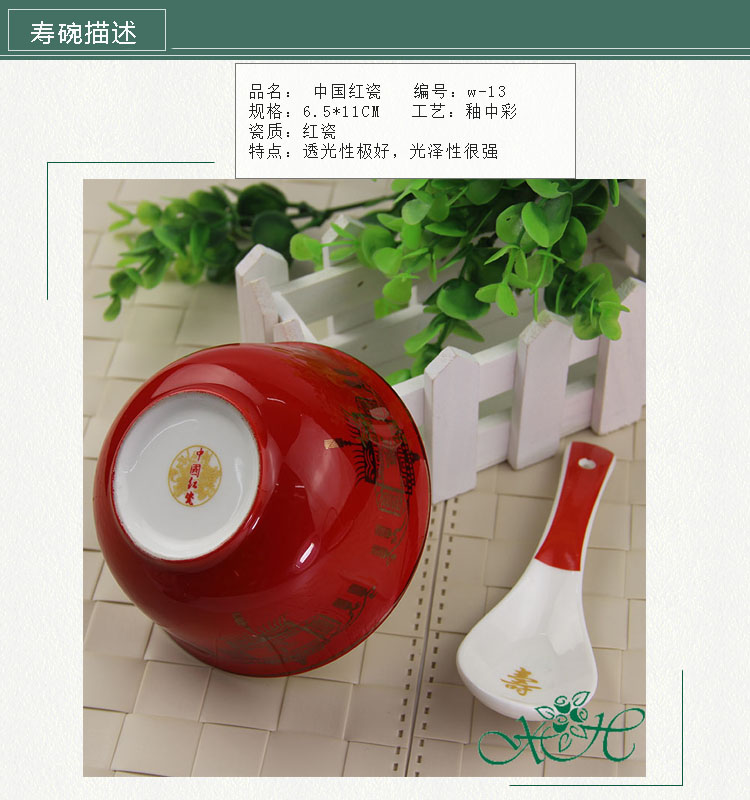 寿碗描述
品名： 中国红瓷 编号：w-13
规格：6.5*11CM 工艺：釉中彩
瓷质：红瓷
特点：透光性极好，光泽性很强
中國红瓷
寿
H H